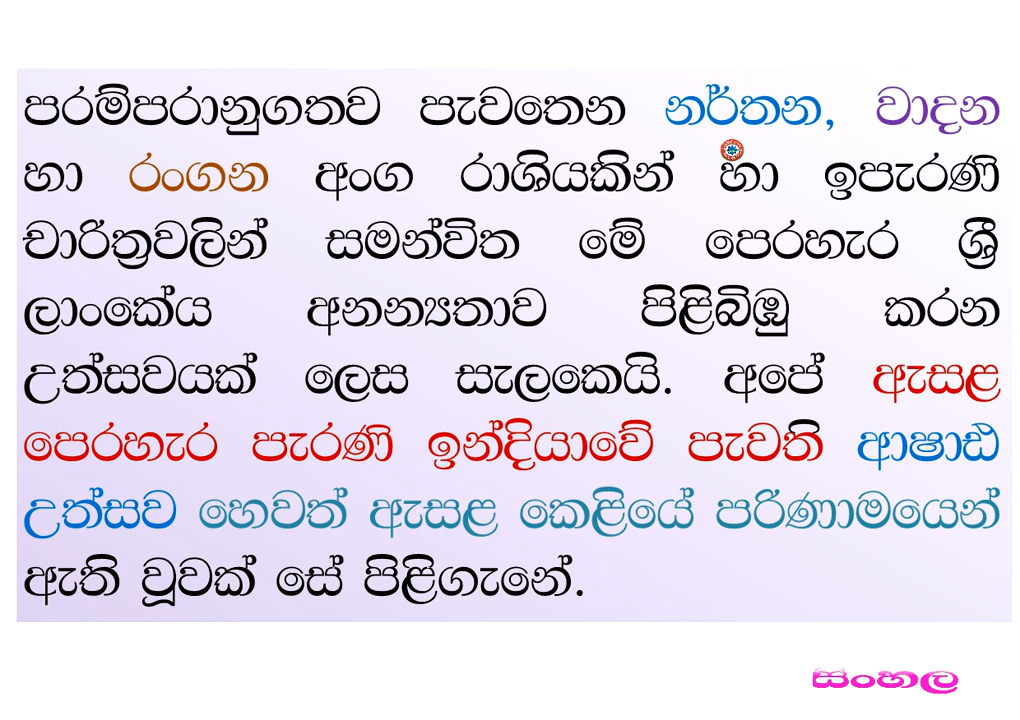 පරම්පරානුගතව පැවතෙන නර්තන, වාදන
හා රංගන අංග රාශියකින් හා ඉපැරණි
චාරිත්‍රවලින් සමන්විත මේ පෙරහැර ශ්‍රී
ලාංකේය අනන්‍යතාව පිළිබිඹු කරන
උත්සවයක් ලෙස සැලකෙයි. අපේ ඇසළ
පෙරහැර පැරණි ඉන්දියාවේ පැවති ආෂාඪ
උත්සව හෙවත් ඇසළ කෙළියේ පරිණාමයෙන්
ඇති වූවක් සේ පිළිගැනේ.
සංහල